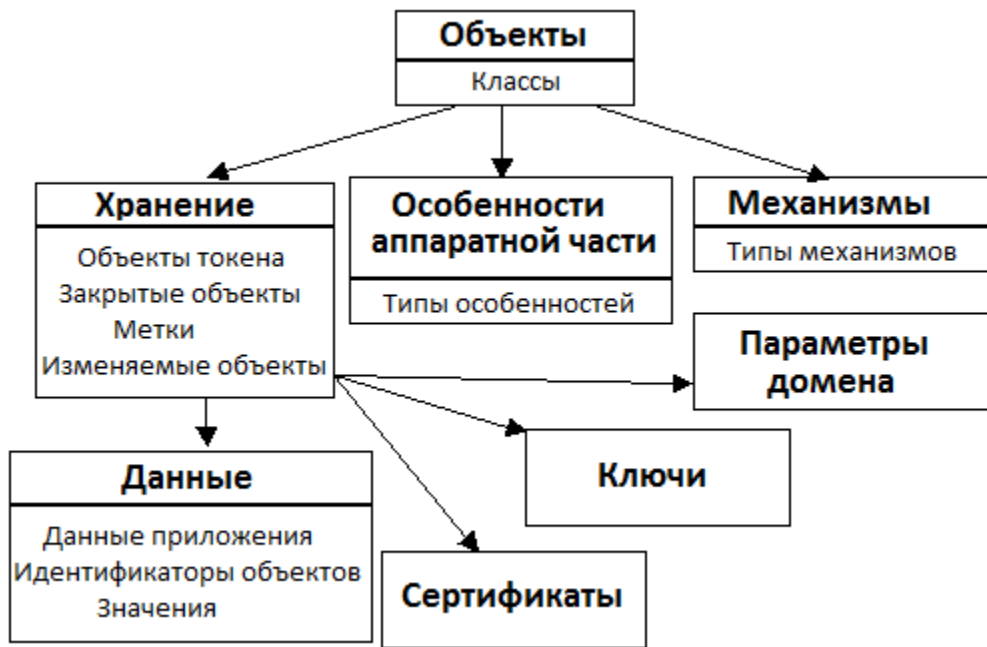 Объекты
Классы
Хранение
Объекты токена
Закрытые объекты
Метки
Изменяемые объекты
Особенности
аппаратной части
Типы особенностей
Механизмы
Типы механизмов
Параметры
домена
Ключи
Данные
Данные приложения
Идентификаторы объектов
Значения
Сертификаты